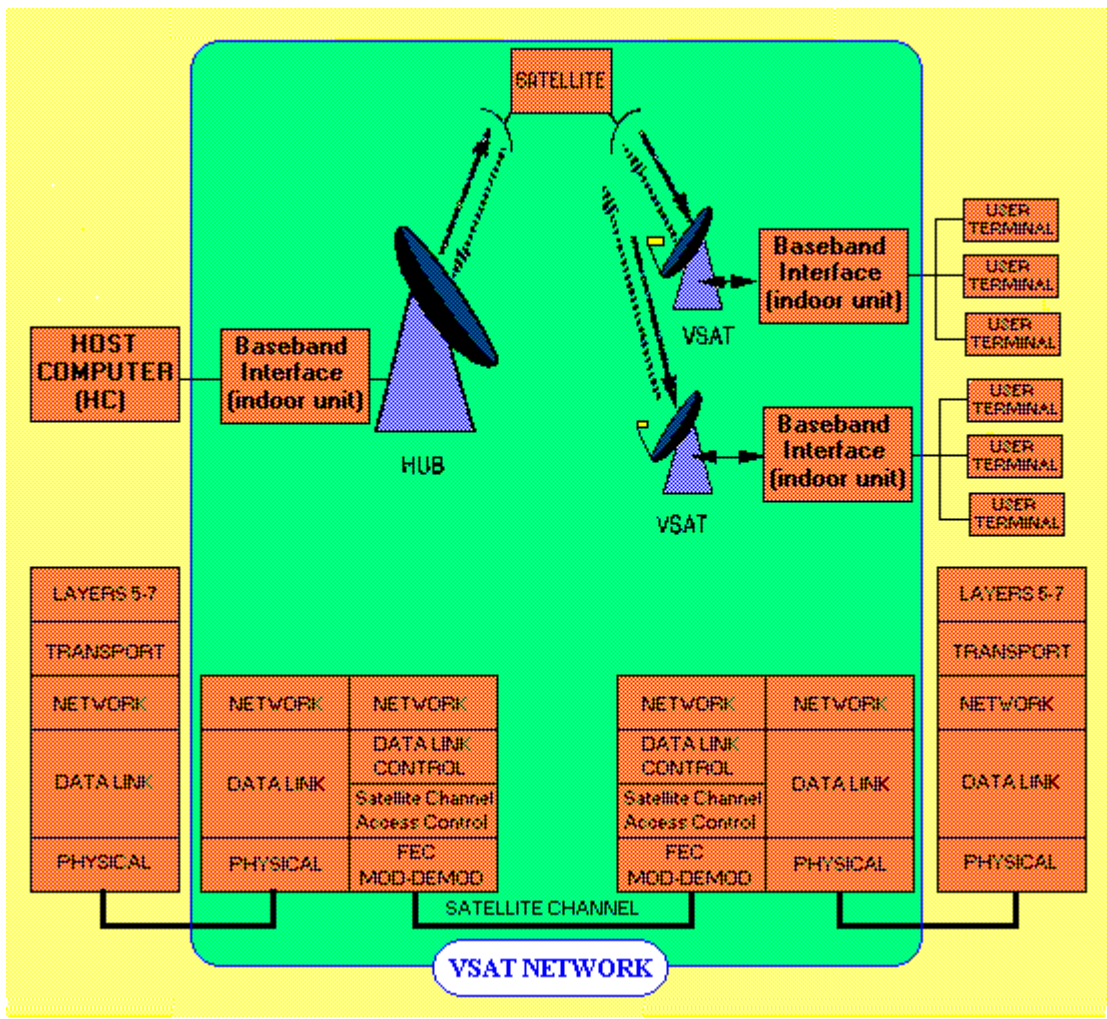 SATELLITE
USER
TERMINAL
USER
TERMINAL
USER
TERMINAL
Baseband
Interface
(indoor unit)
VSAT
HOST
COMPUTER
(HC)
Baseband
Interface
(indoor unit)
HUB
Baseband
Interface
(indoor unit)
VSAT
USER
TERMINAL
USER
TERMINAL
USER
TERMINAL
LAYERS 5-7
TRANSPORT
NETWORK
DATA LINK
PHYSICAL
NETWORK
DATA LINK
PHYSICAL
NETWORK
DATA LINK
CONTROL
Satellite Channel
Access Control
FEC
MOD-DEMOD
NETWORK
DATA LINK
CONTROL
Satellite Channel
Access Control
FEC
MOD-DEMOD
NETWORK
DATA LINK
PHYSICAL
LAYERS 5-7
TRANSPORT
NETWORK
DATA LINK
PHYSICAL
SATELLITE CHANNEL
VSAT NETWORK